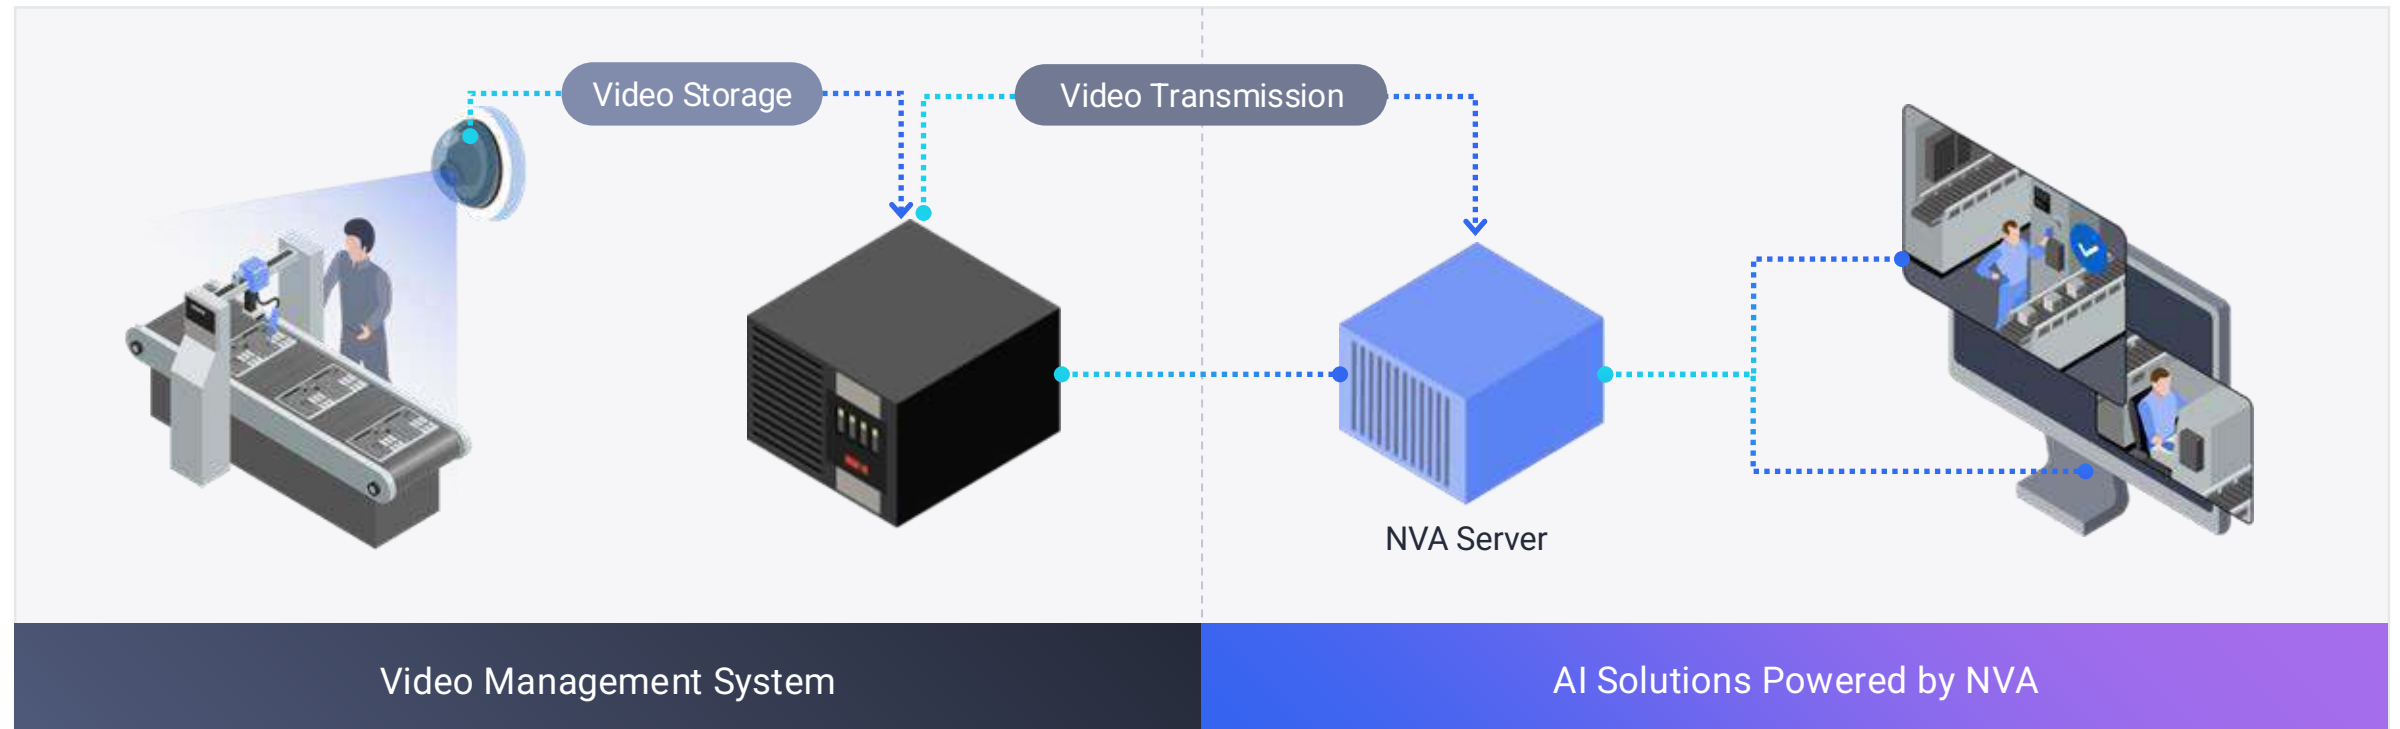 Video Storage
Video Transmission
NVA Server
Video Management System
AI Solutions Powered by NVA